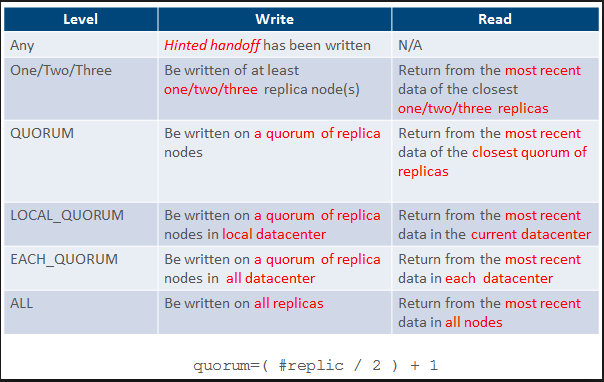 Level Write Read
Any Hinted handoff has been written N/A
One/Two/Three Be written of at least Return from the most recent
one/two/three replica node(s) data of the closest
one/two/three replicas
QUORUM Be written on a quorum of replica Return from the most recent
nodes data of the closest quorum of
replicas
LOCAL_QUORUM Be written on a quorum of replica Return from the most recent
nodes in local datacenter data in the current datacenter
EACH_QUORUM Be written on a quorum of replica Return from the most recent
nodes in all datacenter data in each datacenter
ALL Be written on all replicas Return from the most recent
data in all nodes
quorum=( #replic / 2 ) + 1